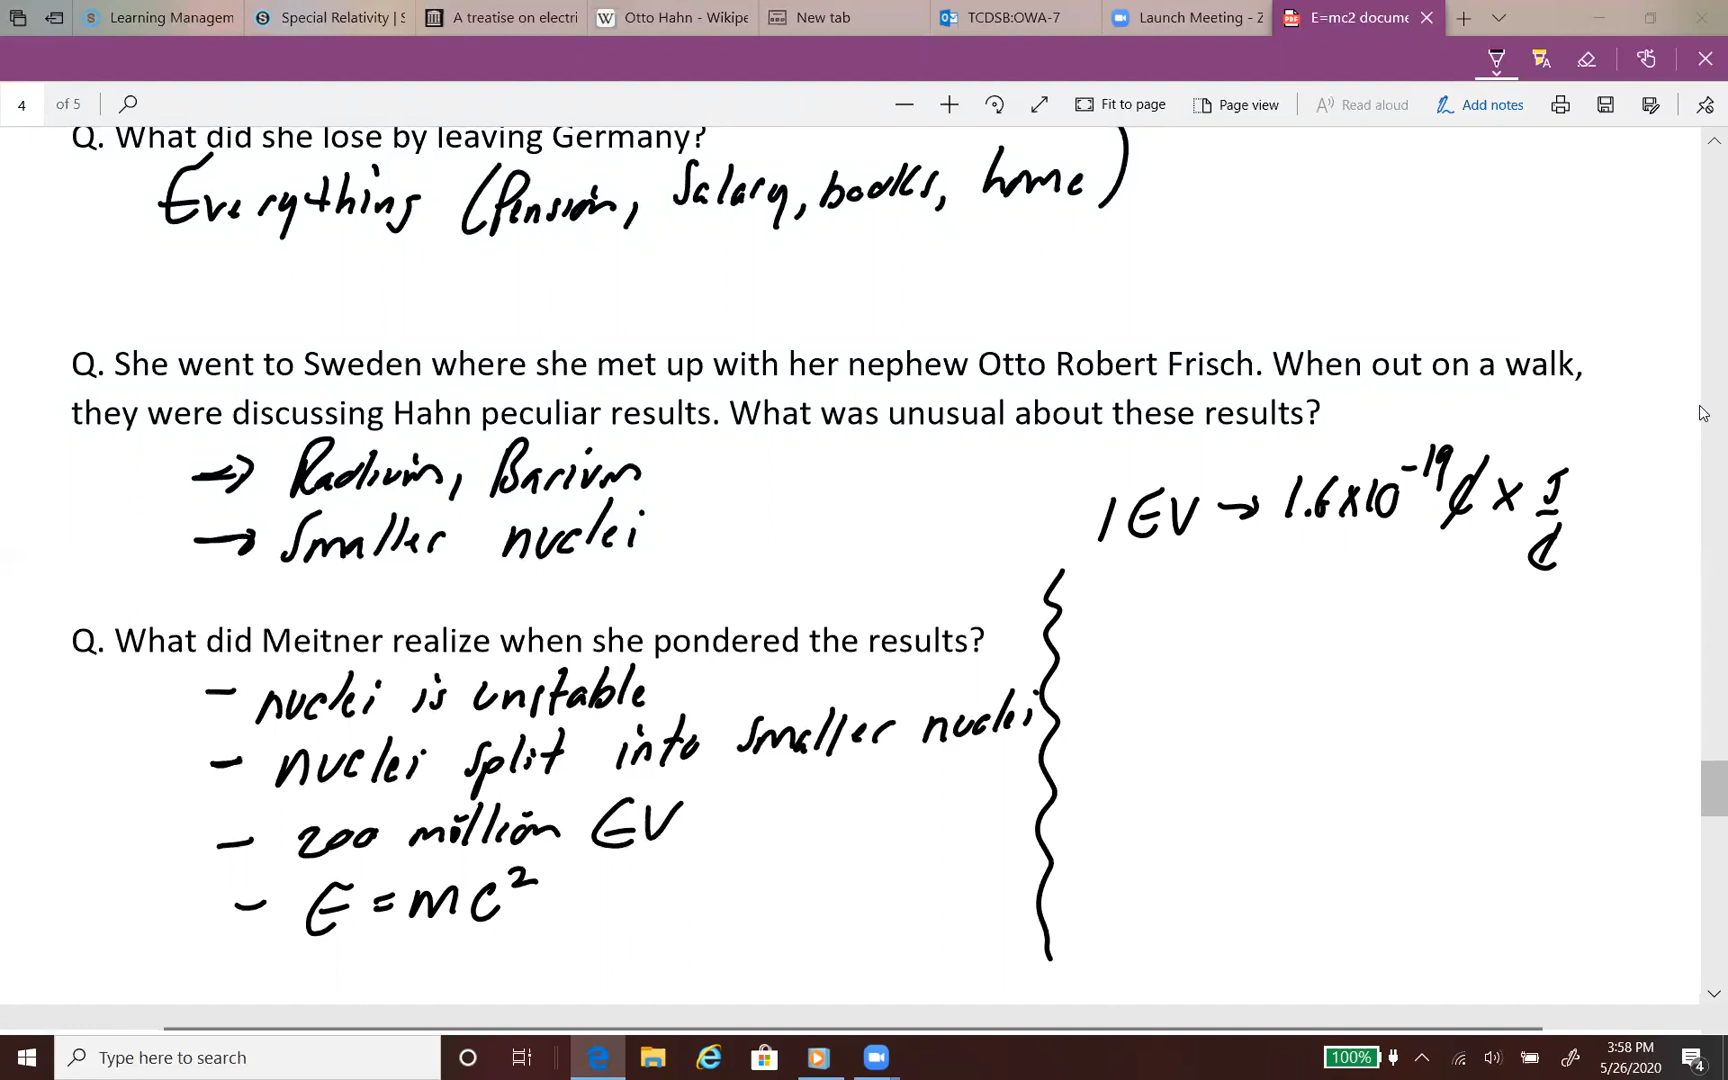 Learning Managem
Special Relativity | S
A treatise on electri
Otto Hahn - Wikipe
New tab
TCDSB:OWA-7
Launch Meeting - Z
E=mc2 docume
4 of 5
Fit to page
Page view
Read aloud
Add notes
Q. What did she lose by leaving Germany?
Everything (Pension, Salary, books, home)
Q. She went to Sweden where she met up with her nephew Otto Robert Frisch. When out on a walk,
they were discussing Hahn peculiar results. What was unusual about these results?
→ Radium, Barium
→ Smaller nuclei
1 EV → 1.6×10⁻¹⁹ C × J/C
Q. What did Meitner realize when she pondered the results?
- nuclei is unstable
- nuclei split into smaller nuclei
- 200 million EV
- E = mc²
Type here to search
100%
3:58 PM
5/26/2020
4